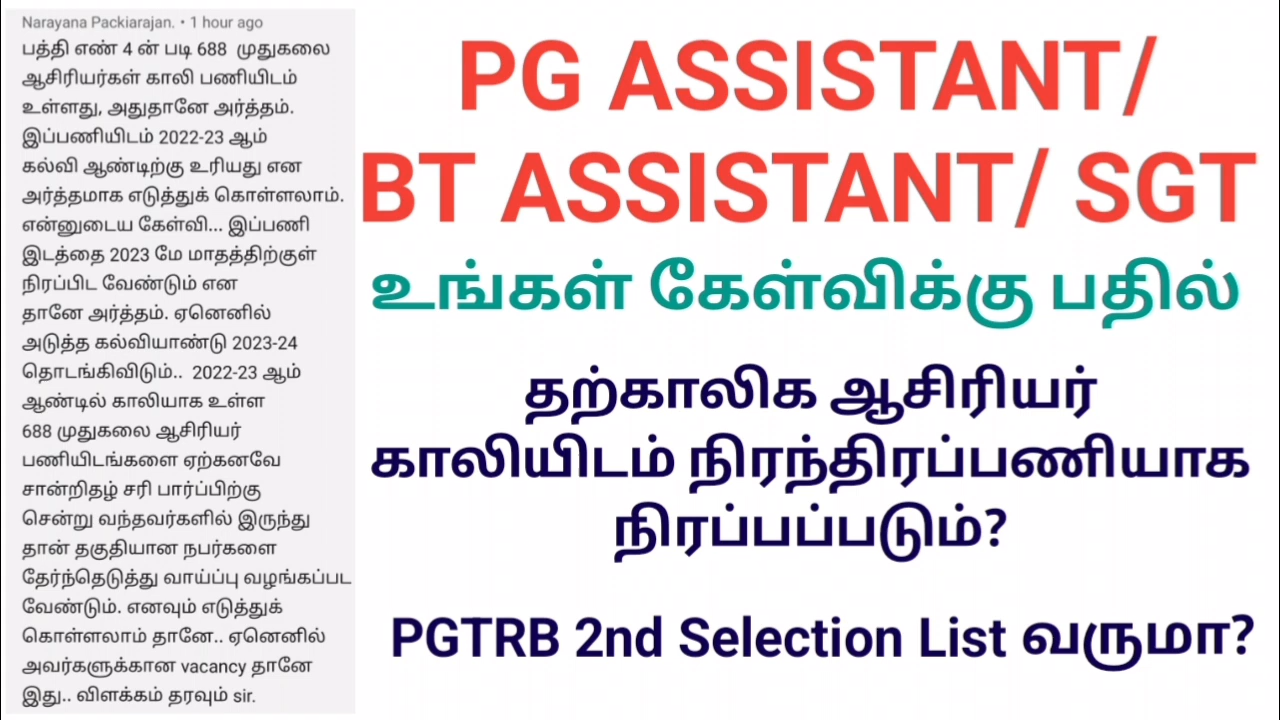 Narayana Packiarajan. • 1 hour ago
பத்தி எண் 4 ன் படி 688 முதுகலை
ஆசிரியர்கள் காலி பணியிடம்
உள்ளது, அதுதானே அர்த்தம்.
இப்பணியிடம் 2022-23 ஆம்
கல்வி ஆண்டிற்கு உரியது என
அர்த்தமாக எடுத்துக் கொள்ளலாம்.
என்னுடைய கேள்வி... இப்பணி
இடத்தை 2023 மே மாதத்திற்குள்
நிரப்பிட வேண்டும் என
தானே அர்த்தம். ஏனெனில்
அடுத்த கல்வியாண்டு 2023-24
தொடங்கிவிடும்.. 2022-23 ஆம்
ஆண்டில் காலியாக உள்ள
688 முதுகலை ஆசிரியர்
பணியிடங்களை ஏற்கனவே
சான்றிதழ் சரி பார்ப்பிற்கு
சென்று வந்தவர்களில் இருந்து
தான் தகுதியான நபர்களை
தேர்ந்தெடுத்து வாய்ப்பு வழங்கப்பட
வேண்டும். எனவும் எடுத்துக்
கொள்ளலாம் தானே.. ஏனெனில்
அவர்களுக்கான vacancy தானே
இது.. விளக்கம் தரவும் sir.
PG ASSISTANT/
BT ASSISTANT/ SGT
உங்கள் கேள்விக்கு பதில்
தற்காலிக ஆசிரியர்
காலியிடம் நிரந்திரப்பணியாக
நிரப்பப்படும்?
PGTRB 2nd Selection List வருமா?